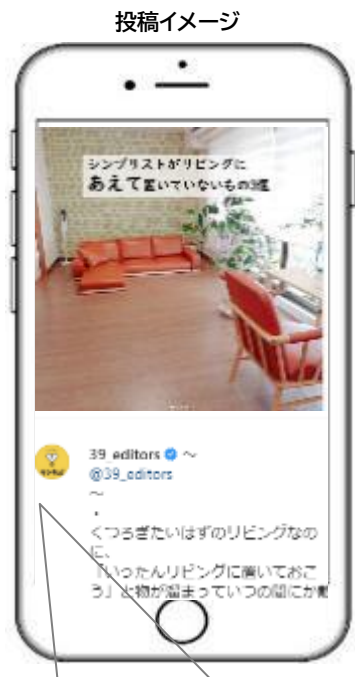 投稿イメージ
シンプリストがリビングに
あえて置いていないもの3選
39_editors ～
@39_editors
～
・
くつろぎたいはずのリビングなの
に、
「いったんリビングに置いておこ
う」と物が溜まっていつの間にか